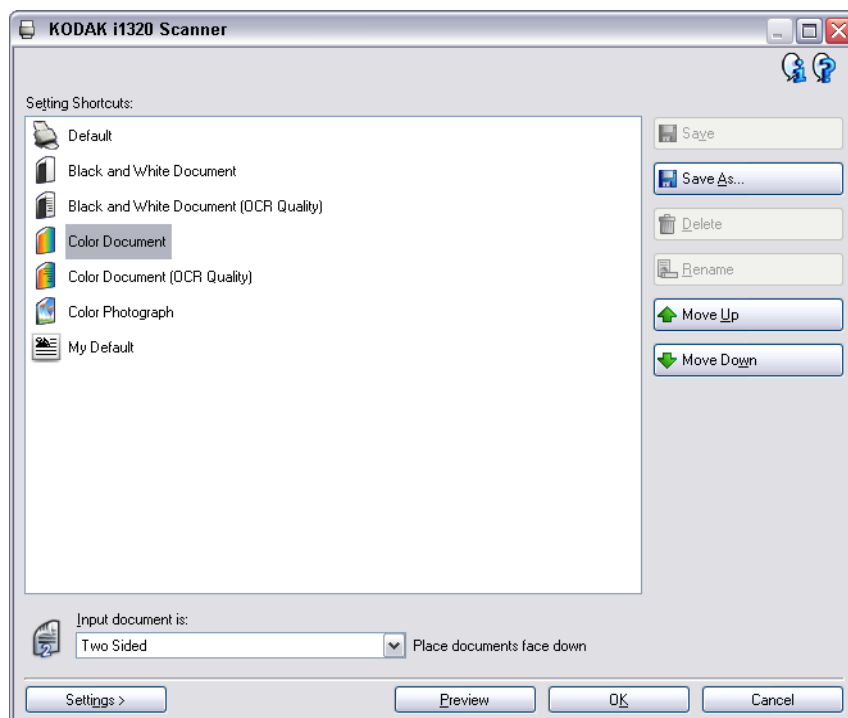 KODAK i1320 Scanner
Setting Shortcuts:
Default
Black and White Document
Black and White Document (OCR Quality)
Color Document
Color Document (OCR Quality)
Color Photograph
My Default
Save
Save As...
Delete
Rename
Move Up
Move Down
Input document is:
2
Two Sided
Place documents face down
Settings >
Preview
OK
Cancel